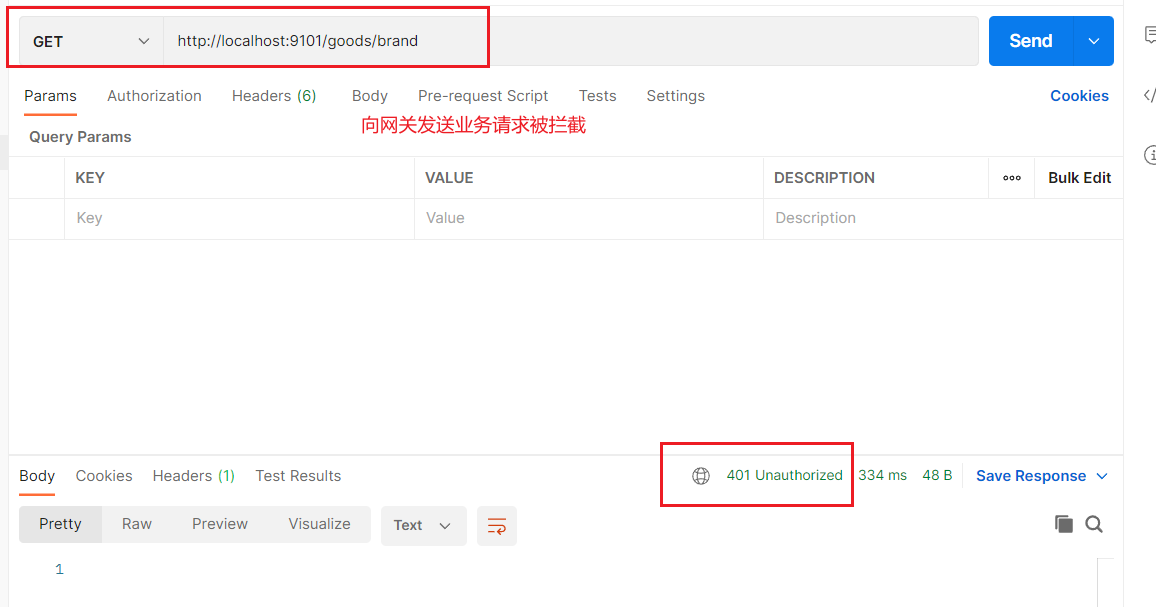 GET http://localhost:9101/goods/brand Send
Params Authorization Headers (6) Body Pre-request Script Tests Settings Cookies
向网关发送业务请求被拦截
Query Params
KEY VALUE DESCRIPTION ooo Bulk Edit
Key Value Description
Body Cookies Headers (1) Test Results 401 Unauthorized 334 ms 48 B Save Response
Pretty Raw Preview Visualize Text
1